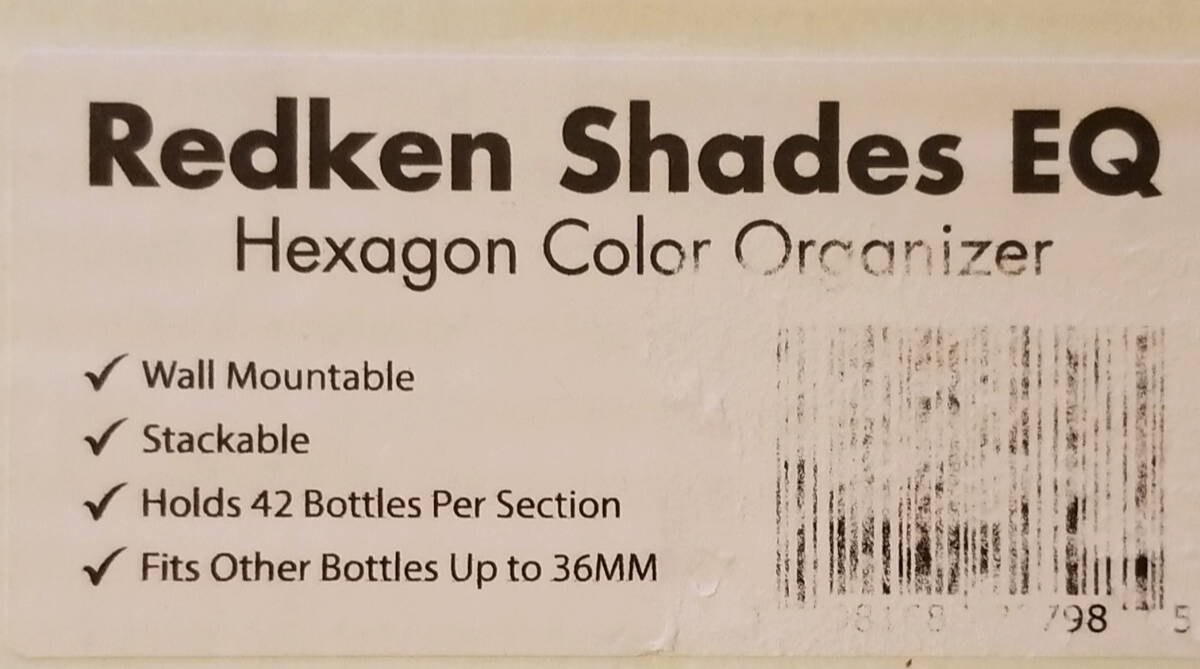 Redken Shades EQ
Hexagon Color Organizer
✓ Wall Mountable
✓ Stackable
✓ Holds 42 Bottles Per Section
✓ Fits Other Bottles Up to 36MM